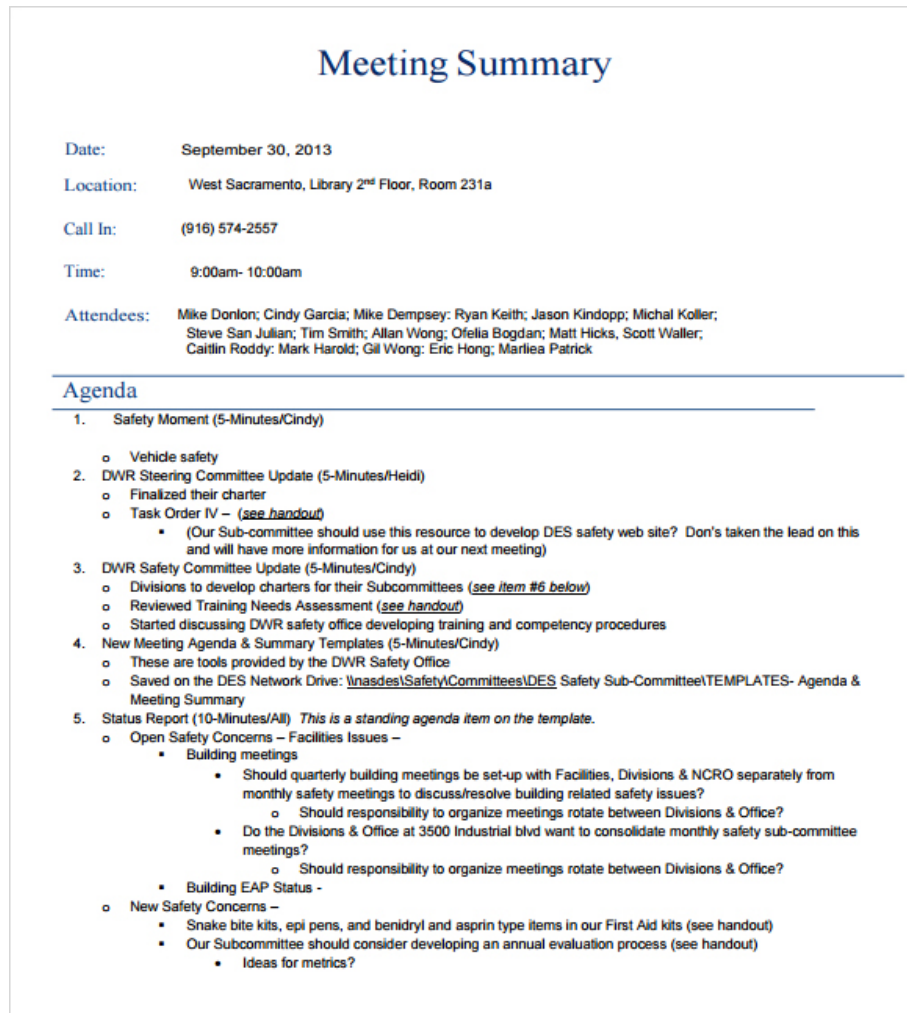 Meeting Summary
Date: September 30, 2013
Location: West Sacramento, Library 2nd Floor, Room 231a
Call In: (916) 574-2557
Time: 9:00am- 10:00am
Attendees: Mike Donlon; Cindy Garcia; Mike Dempsey: Ryan Keith; Jason Kindopp; Michal Koller;
Steve San Julian; Tim Smith; Allan Wong; Ofelia Bogdan; Matt Hicks, Scott Waller;
Caitlin Roddy: Mark Harold; Gil Wong: Eric Hong; Marliea Patrick
Agenda
1. Safety Moment (5-Minutes/Cindy)
o Vehicle safety
2. DWR Steering Committee Update (5-Minutes/Heidi)
o Finalized their charter
o Task Order IV – (see handout)
▪ (Our Sub-committee should use this resource to develop DES safety web site? Don's taken the lead on this
and will have more information for us at our next meeting)
3. DWR Safety Committee Update (5-Minutes/Cindy)
o Divisions to develop charters for their Subcommittees (see item #6 below)
o Reviewed Training Needs Assessment (see handout)
o Started discussing DWR safety office developing training and competency procedures
4. New Meeting Agenda & Summary Templates (5-Minutes/Cindy)
o These are tools provided by the DWR Safety Office
o Saved on the DES Network Drive: \\nasdes\Safety\Committees\DES Safety Sub-Committee\TEMPLATES- Agenda &
Meeting Summary
5. Status Report (10-Minutes/All) This is a standing agenda item on the template.
o Open Safety Concerns – Facilities Issues –
▪ Building meetings
• Should quarterly building meetings be set-up with Facilities, Divisions & NCRO separately from
monthly safety meetings to discuss/resolve building related safety issues?
o Should responsibility to organize meetings rotate between Divisions & Office?
• Do the Divisions & Office at 3500 Industrial blvd want to consolidate monthly safety sub-committee
meetings?
o Should responsibility to organize meetings rotate between Divisions & Office?
▪ Building EAP Status -
o New Safety Concerns –
▪ Snake bite kits, epi pens, and benidryl and asprin type items in our First Aid kits (see handout)
▪ Our Subcommittee should consider developing an annual evaluation process (see handout)
• Ideas for metrics?